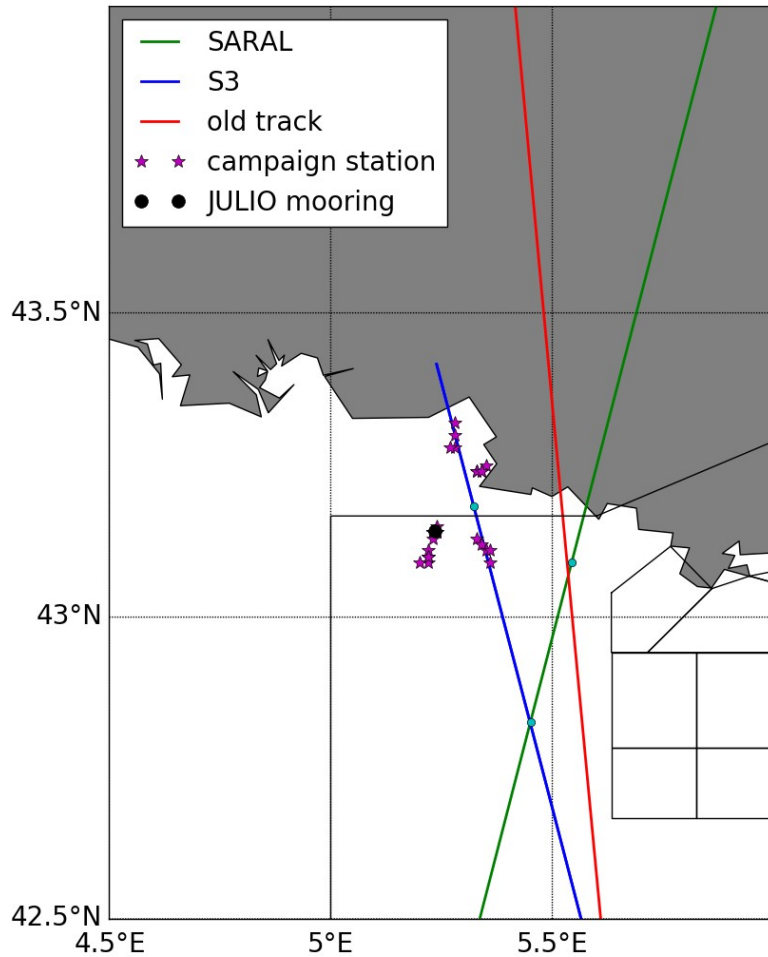 SARAL
S3
old track
campaign station
JULIO mooring
43.5°N
43°N
42.5°N
4.5°E
5°E
5.5°E